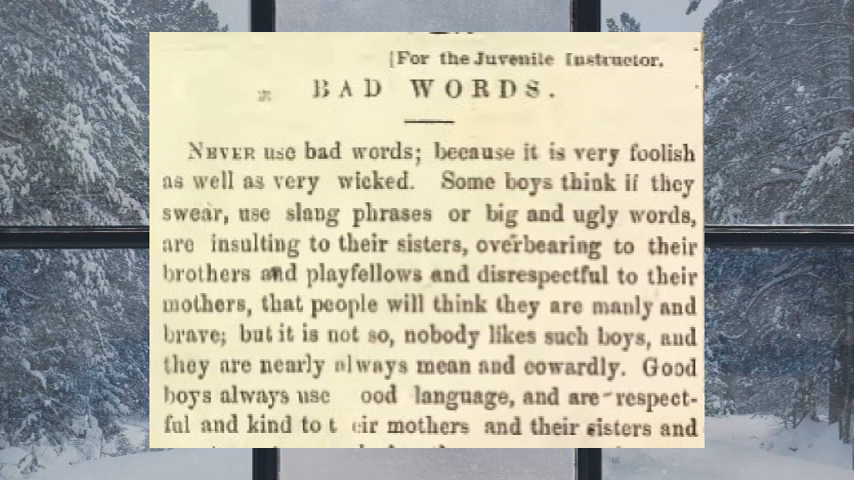 [For the Juvenile Instructor.
BAD WORDS.
NEVER use bad words; because it is very foolish
as well as very wicked. Some boys think if they
swear, use slang phrases or big and ugly words,
are insulting to their sisters, overbearing to their
brothers and playfellows and disrespectful to their
mothers, that people will think they are manly and
brave; but it is not so, nobody likes such boys, and
they are nearly always mean and cowardly. Good
boys always use ood language, and are respect-
ful and kind to t eir mothers and their sisters and